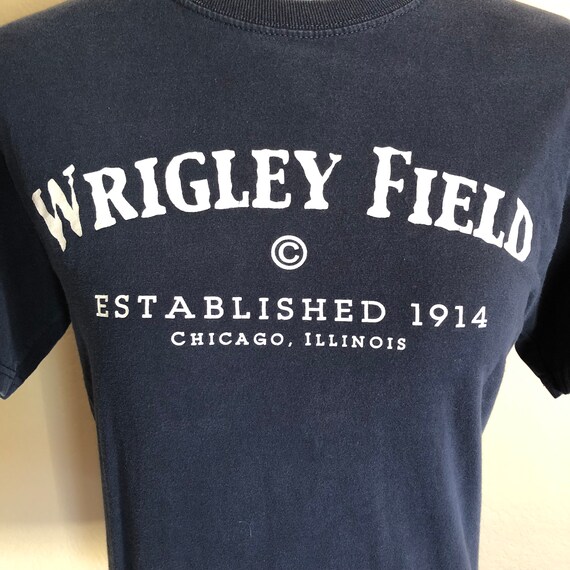 WRIGLEY FIELD
©
ESTABLISHED 1914
CHICAGO, ILLINOIS